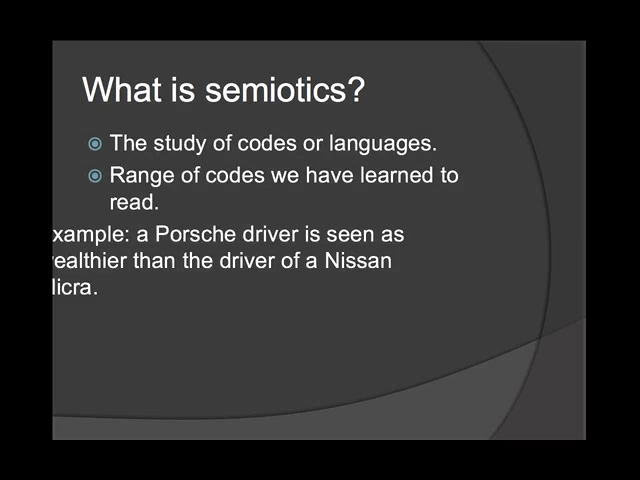 What is semiotics?
The study of codes or languages.
Range of codes we have learned to
read.
xample: a Porsche driver is seen as
ealthier than the driver of a Nissan
licra.